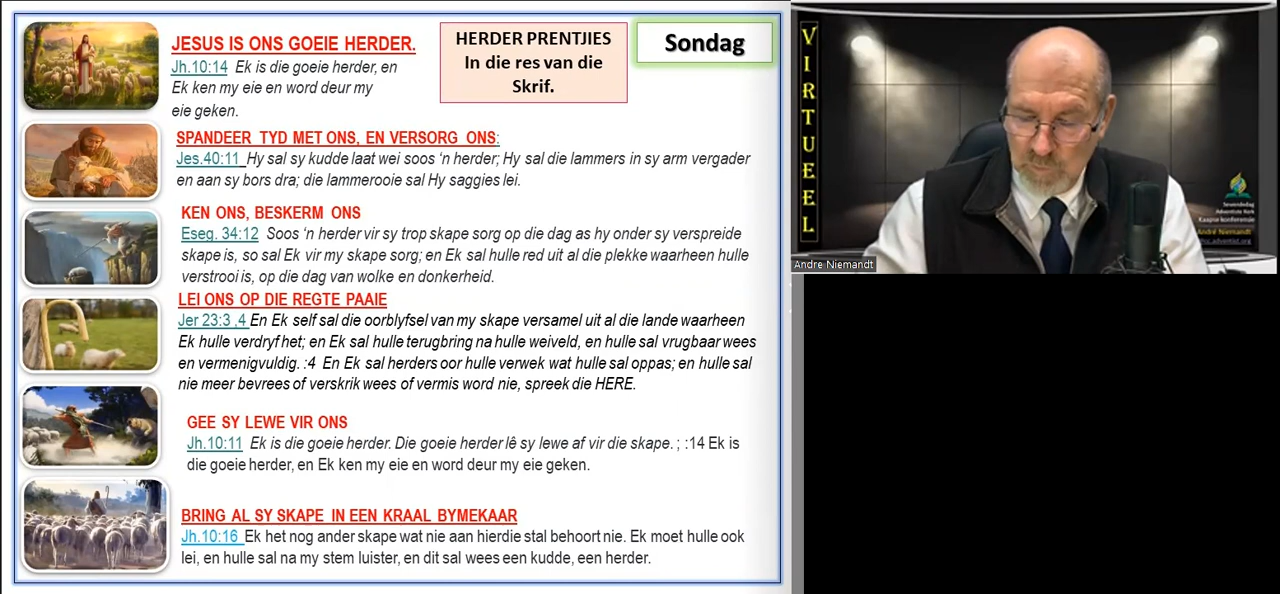 JESUS IS ONS GOEIE HERDER.
Jh.10:14 Ek is die goeie herder, en
Ek ken my eie en word deur my
eie geken.
HERDER PRENTJIES
In die res van die
Skrif.
Sondag
SPANDEER TYD MET ONS, EN VERSORG ONS:
Jes.40:11 Hy sal sy kudde laat wei soos 'n herder; Hy sal die lammers in sy arm vergader
en aan sy bors dra; die lammerooie sal Hy saggies lei.
KEN ONS, BESKERM ONS
Eseg. 34:12 Soos 'n herder vir sy trop skape sorg op die dag as hy onder sy verspreide
skape is, so sal Ek vir my skape sorg; en Ek sal hulle red uit al die plekke waarheen hulle
verstrooi is, op die dag van wolke en donkerheid.
LEI ONS OP DIE REGTE PAAIE
Jer 23:3 ,4 En Ek self sal die oorblyfsel van my skape versamel uit al die lande waarheen
Ek hulle verdryf het; en Ek sal hulle terugbring na hulle weiveld, en hulle sal vrugbaar wees
en vermenigvuldig. :4 En Ek sal herders oor hulle verwek wat hulle sal oppas; en hulle sal
nie meer bevrees of verskrik wees of vermis word nie, spreek die HERE.
GEE SY LEWE VIR ONS
Jh.10:11 Ek is die goeie herder. Die goeie herder lê sy lewe af vir die skape. ; :14 Ek is
die goeie herder, en Ek ken my eie en word deur my eie geken.
BRING AL SY SKAPE IN EEN KRAAL BYMEKAAR
Jh.10:16 Ek het nog ander skape wat nie aan hierdie stal behoort nie. Ek moet hulle ook
lei, en hulle sal na my stem luister, en dit sal wees een kudde, een herder.
VIRTUEEL
Sewendedag
Adventiste Kerk
Kaapse konferensie
André Niemandt
Andre Niemandt